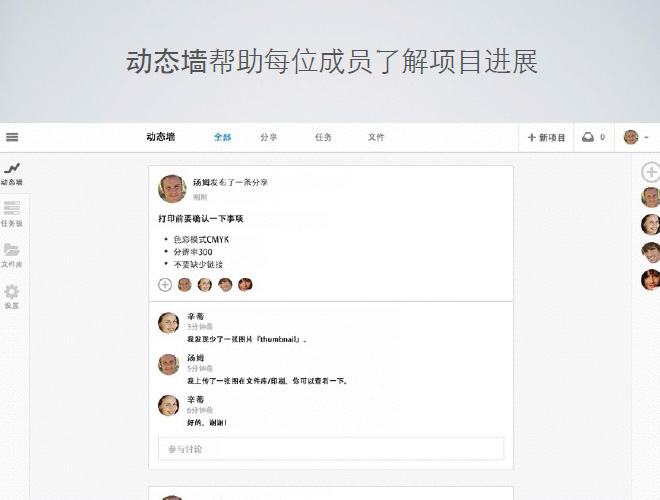 动态墙帮助每位成员了解项目进展
动态墙 全部 分享 任务 文件 新项目 0
动态墙
任务板
文件库
设置
汤姆发布了一条分享
刚刚
打印前要确认一下事项
• 色彩模式CMYK
• 分辨率300
• 不要缺少链接
辛蒂
3分钟前
我发现少了一张图片『thumbnail』。
汤姆
5分钟前
我上传了一张图在文件库/印刷，你可以查看一下。
辛蒂
6分钟前
好的，谢谢！
参与讨论